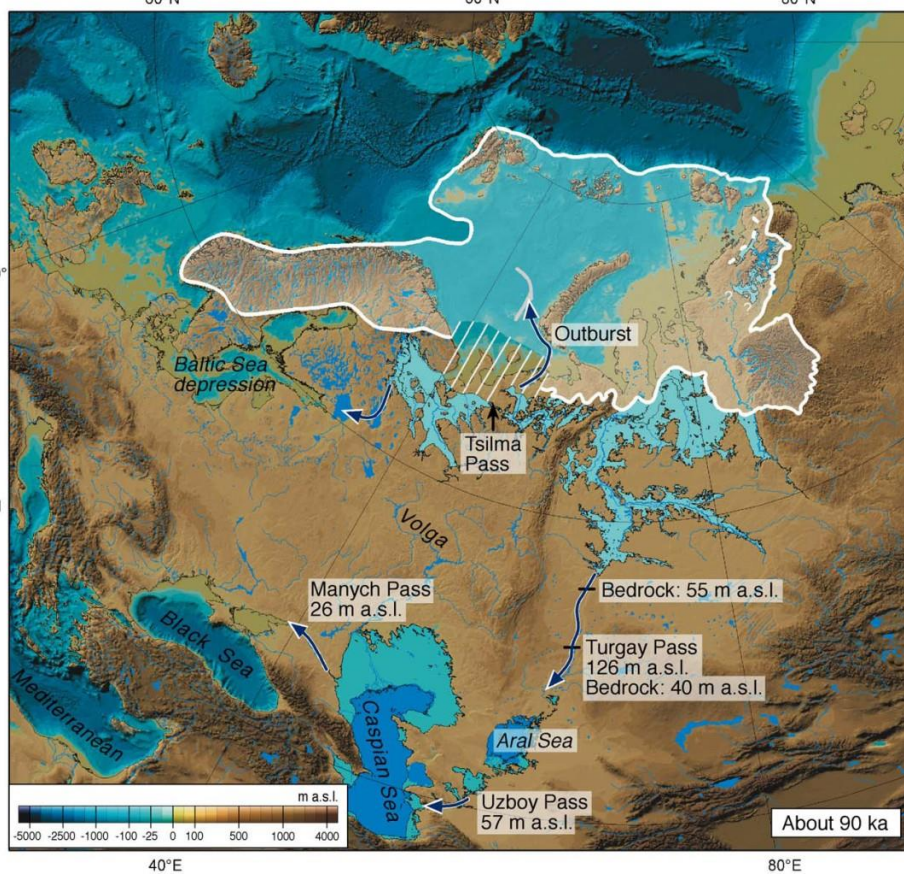 Outburst
Baltic Sea
depression
Tsilma
Pass
Volga
Manych Pass
26 m a.s.l.
Bedrock: 55 m a.s.l.
Black Sea
Turgay Pass
126 m a.s.l.
Bedrock: 40 m a.s.l.
Mediterranean
Caspian Sea
Aral Sea
Uzboy Pass
57 m a.s.l.
m a.s.l.
-5000 -1000 -100 -25 0 100 500 1000 4000
About 90 ka
40°E 80°E